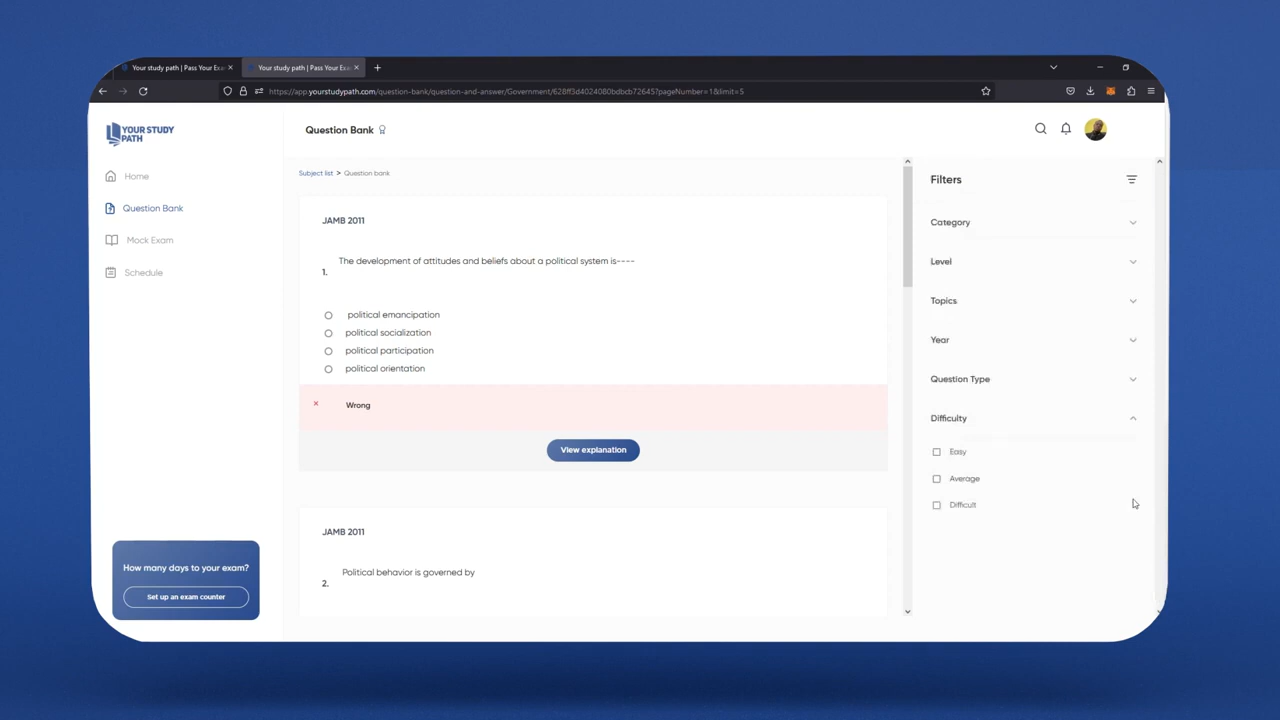 Your study path | Pass Your Exa
Your study path | Pass Your Exa
https://app.yourstudypath.com/question-bank/question-and-answer/Government/628ff3d4024080bdbcb72645?pageNumber=1&limit=5
YOUR STUDY
PATH
Home
Question Bank
Mock Exam
Schedule
How many days to your exam?
Set up an exam counter
Question Bank
Subject list > Question bank
JAMB 2011
The development of attitudes and beliefs about a political system is----
1.
political emancipation
political socialization
political participation
political orientation
Wrong
View explanation
JAMB 2011
Political behavior is governed by
2.
Filters
Category
Level
Topics
Year
Question Type
Difficulty
Easy
Average
Difficult